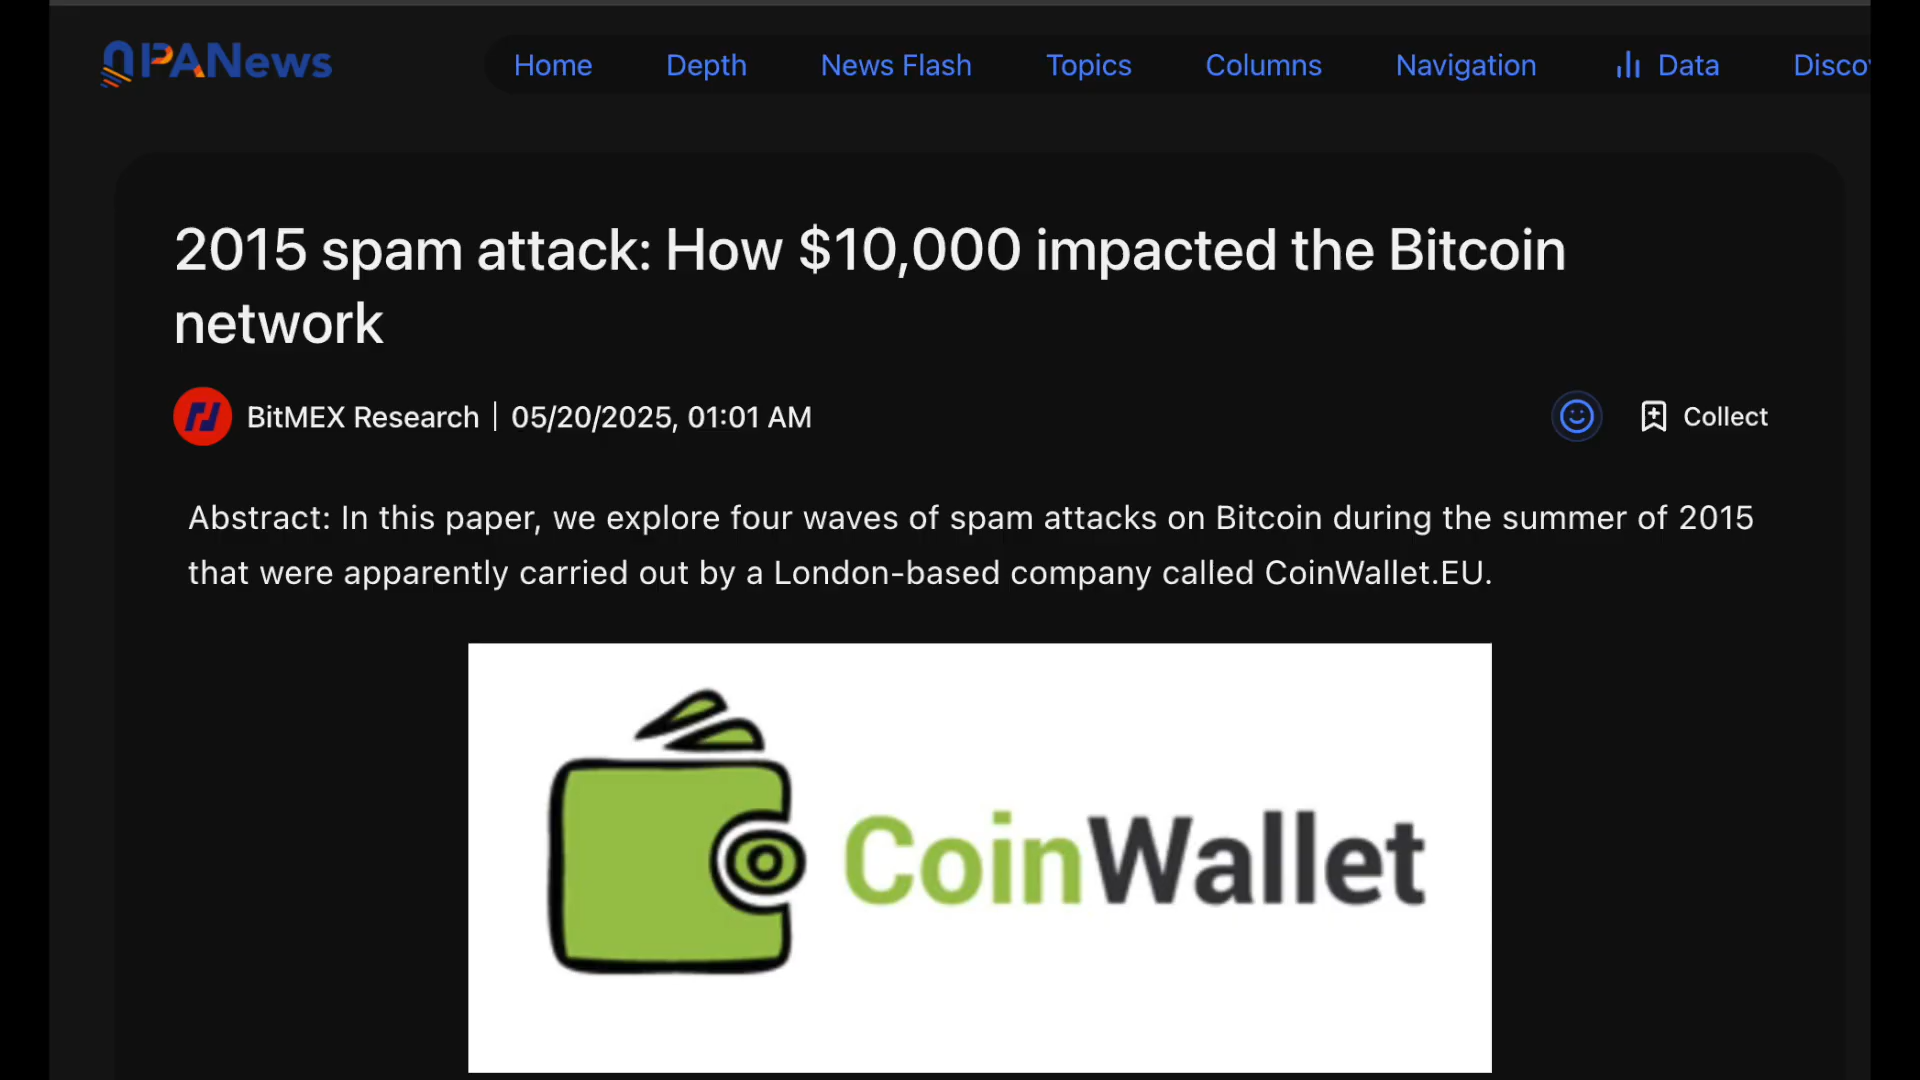 PANews
Home Depth News Flash Topics Columns Navigation Data Disco
2015 spam attack: How $10,000 impacted the Bitcoin
network
BitMEX Research | 05/20/2025, 01:01 AM
Collect
Abstract: In this paper, we explore four waves of spam attacks on Bitcoin during the summer of 2015
that were apparently carried out by a London-based company called CoinWallet.EU.
CoinWallet